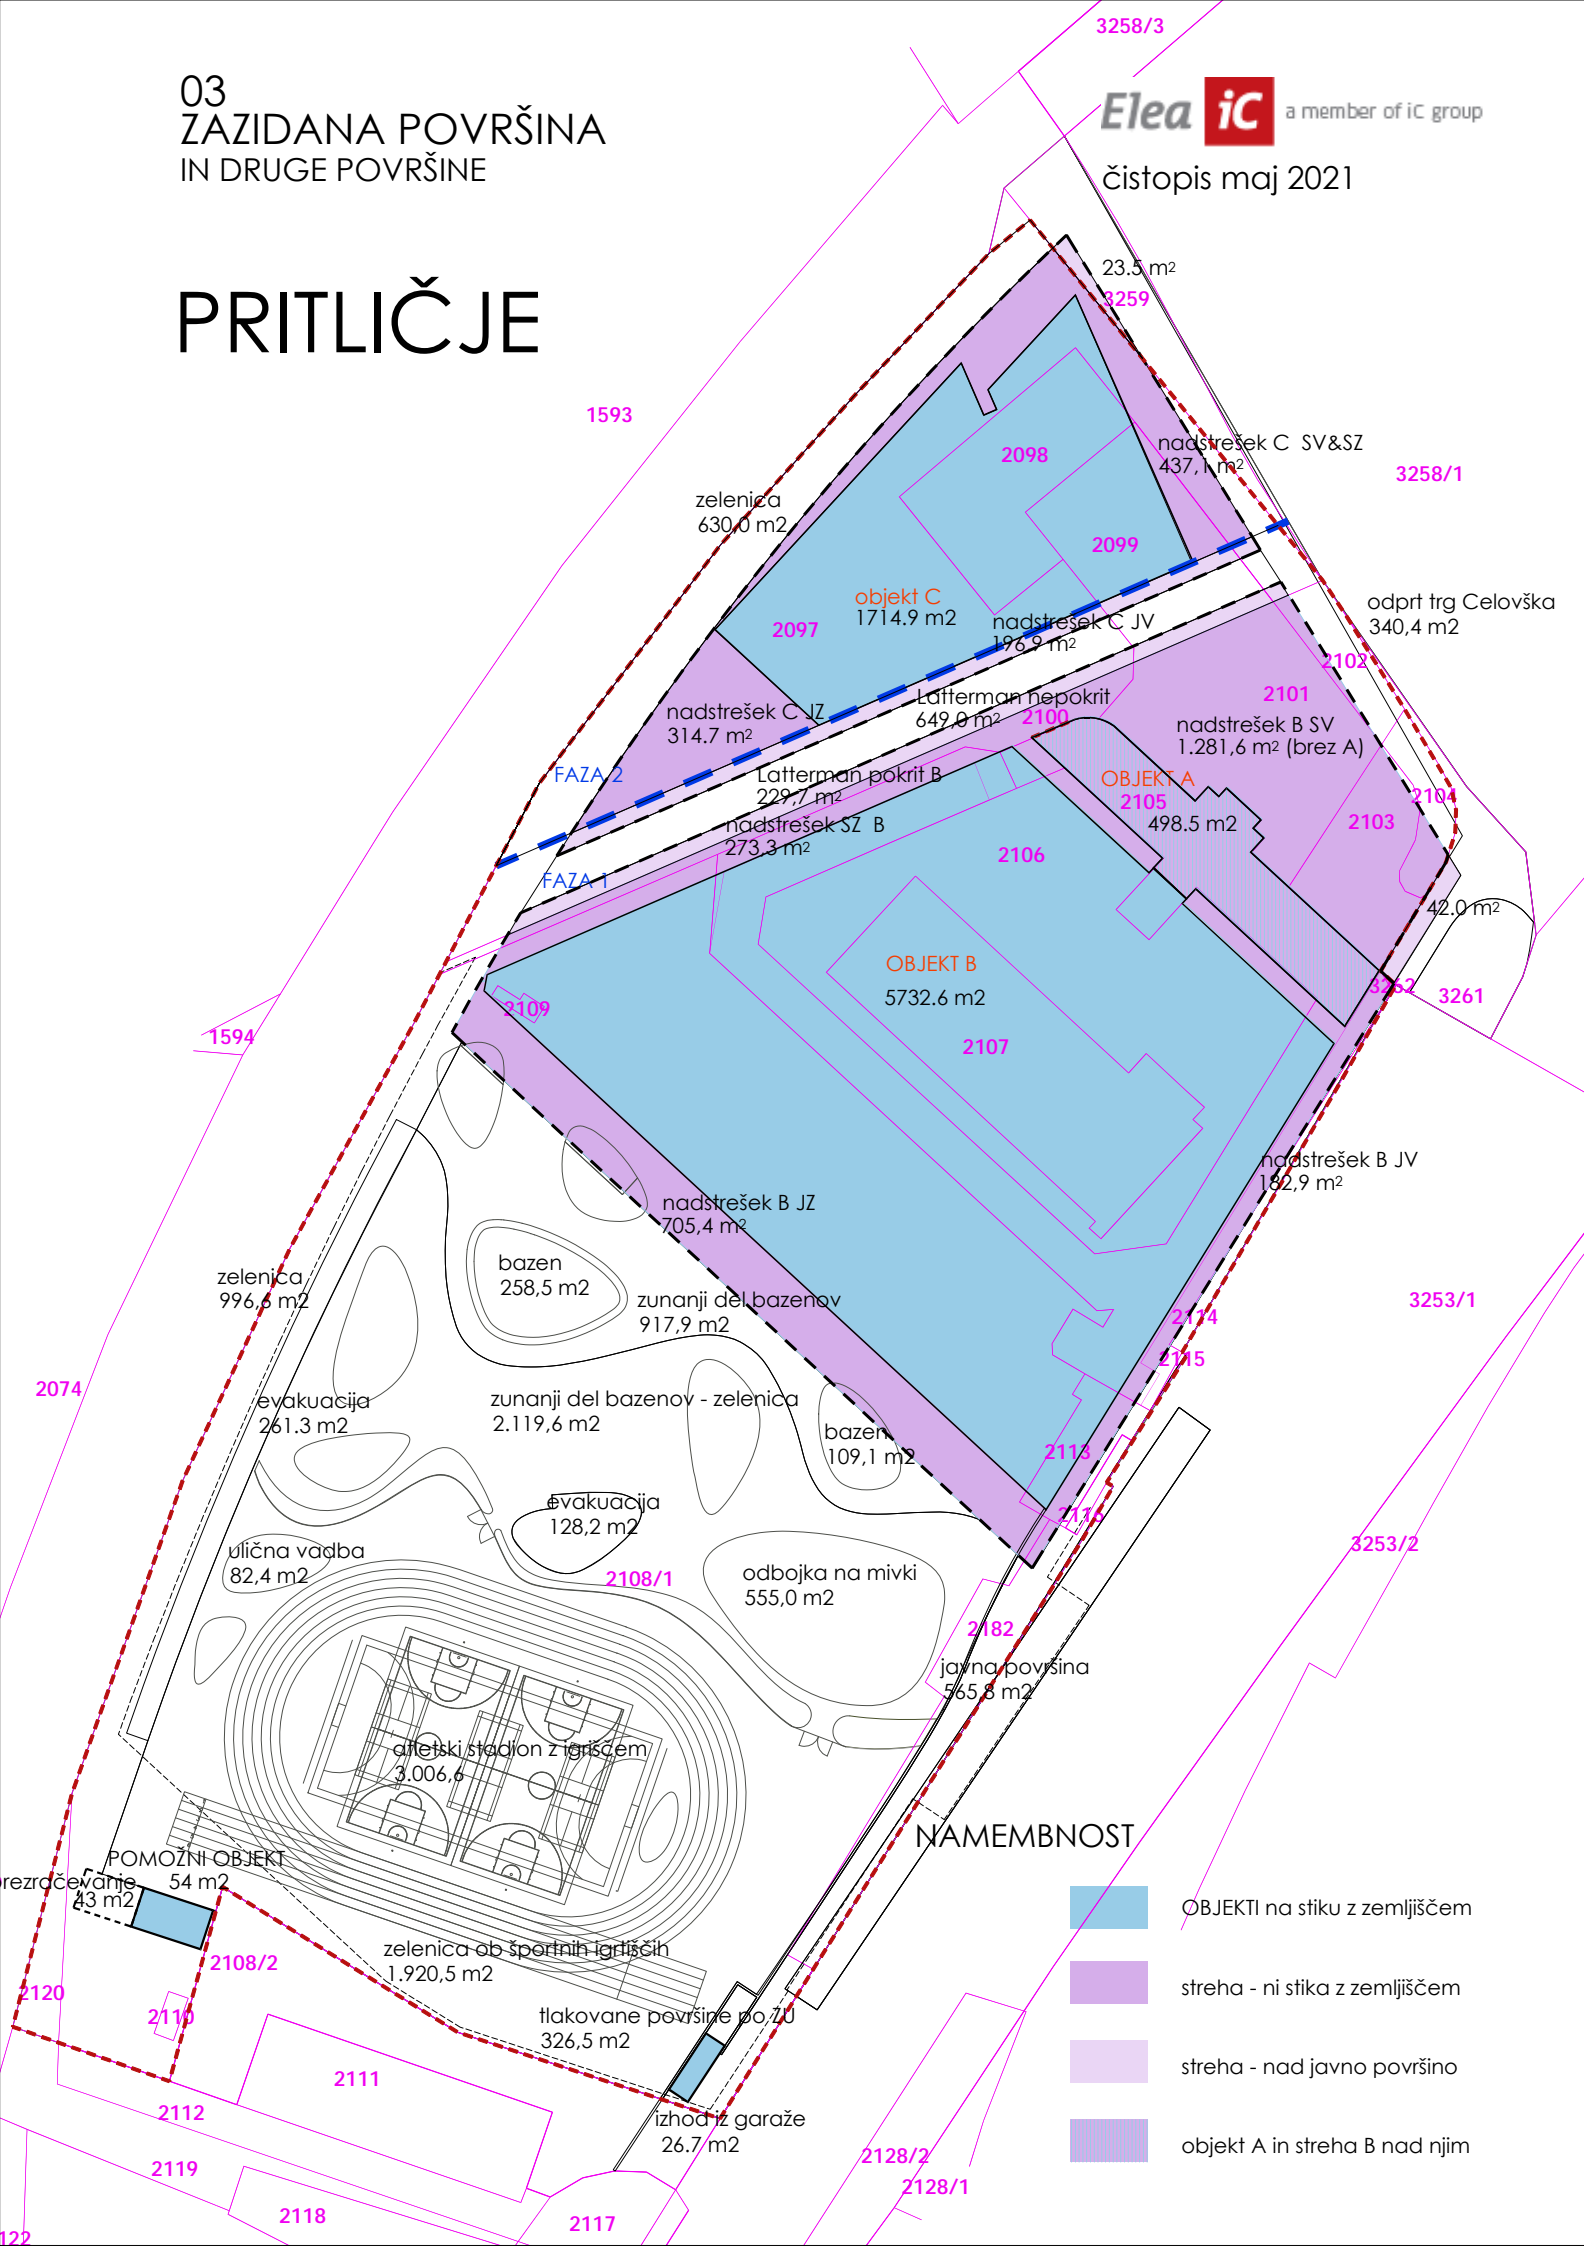 03
ZAZIDANA POVRŠINA
IN DRUGE POVRŠINE
PRITLIČJE
Elea iC a member of iC group
čistopis maj 2021
3258/3
23.5 m2
3259
1593
2098
nadstrešek C SV&SZ
437,1 m2
3258/1
zelenica
630,0 m2
2099
objekt C
1714.9 m2
2097
nadstrešek C JV
196,9 m2
odprt trg Celovška
340,4 m2
2102
2101
Latterman nepokrit
649,0 m2
2100
nadstrešek C JZ
314.7 m2
nadstrešek B SV
1.281,6 m2 (brez A)
FAZA 2
Latterman pokrit B
229,7 m2
OBJEKT A
2105
498.5 m2
2104
2103
nadstrešek SZ B
273,3 m2
2106
FAZA 1
42.0 m2
OBJEKT B
5732.6 m2
3262
3261
2109
1594
2107
nadstrešek B JV
182,9 m2
nadstrešek B JZ
705,4 m2
bazen
258,5 m2
zelenica
996,6 m2
zunanji del bazenov
917,9 m2
3253/1
2114
2115
2074
evakuacija
261.3 m2
zunanji del bazenov - zelenica
2.119,6 m2
bazen
109,1 m2
2113
evakuacija
128,2 m2
2116
3253/2
ulična vadba
82,4 m2
2108/1
odbojka na mivki
555,0 m2
2182
javna površina
565,8 m2
atletski stadion z igriščem
3.006,6
NAMEMBNOST
POMOŽNI OBJEKT
54 m2
rezračevanje
43 m2
OBJEKTI na stiku z zemljiščem
zelenica ob športnih igrtiščih
1.920,5 m2
2108/2
2120
streha - ni stika z zemljiščem
2110
tlakovane površine po ZU
326,5 m2
streha - nad javno površino
2111
2112
izhod iz garaže
26.7 m2
objekt A in streha B nad njim
2128/2
2119
2128/1
2118
2117
122